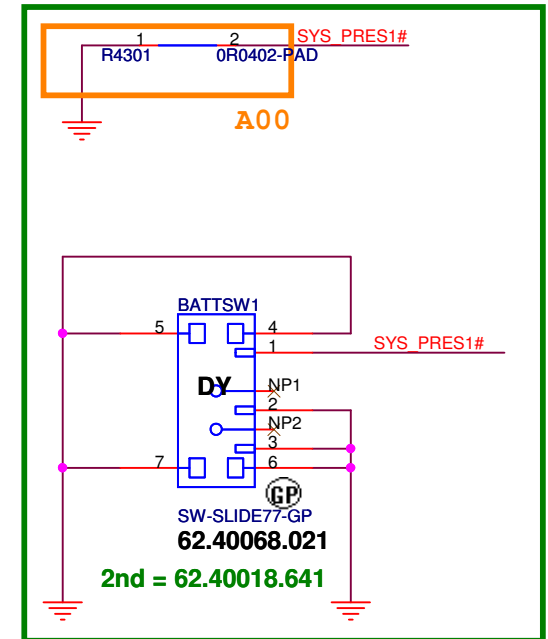 1 2 SYS_PRES1#
R4301 0R0402-PAD
A00
BATTSW1
5 4
1 SYS_PRES1#
DY NP1
2
NP2
3
7 6
GP
SW-SLIDE77-GP
62.40068.021
2nd = 62.40018.641